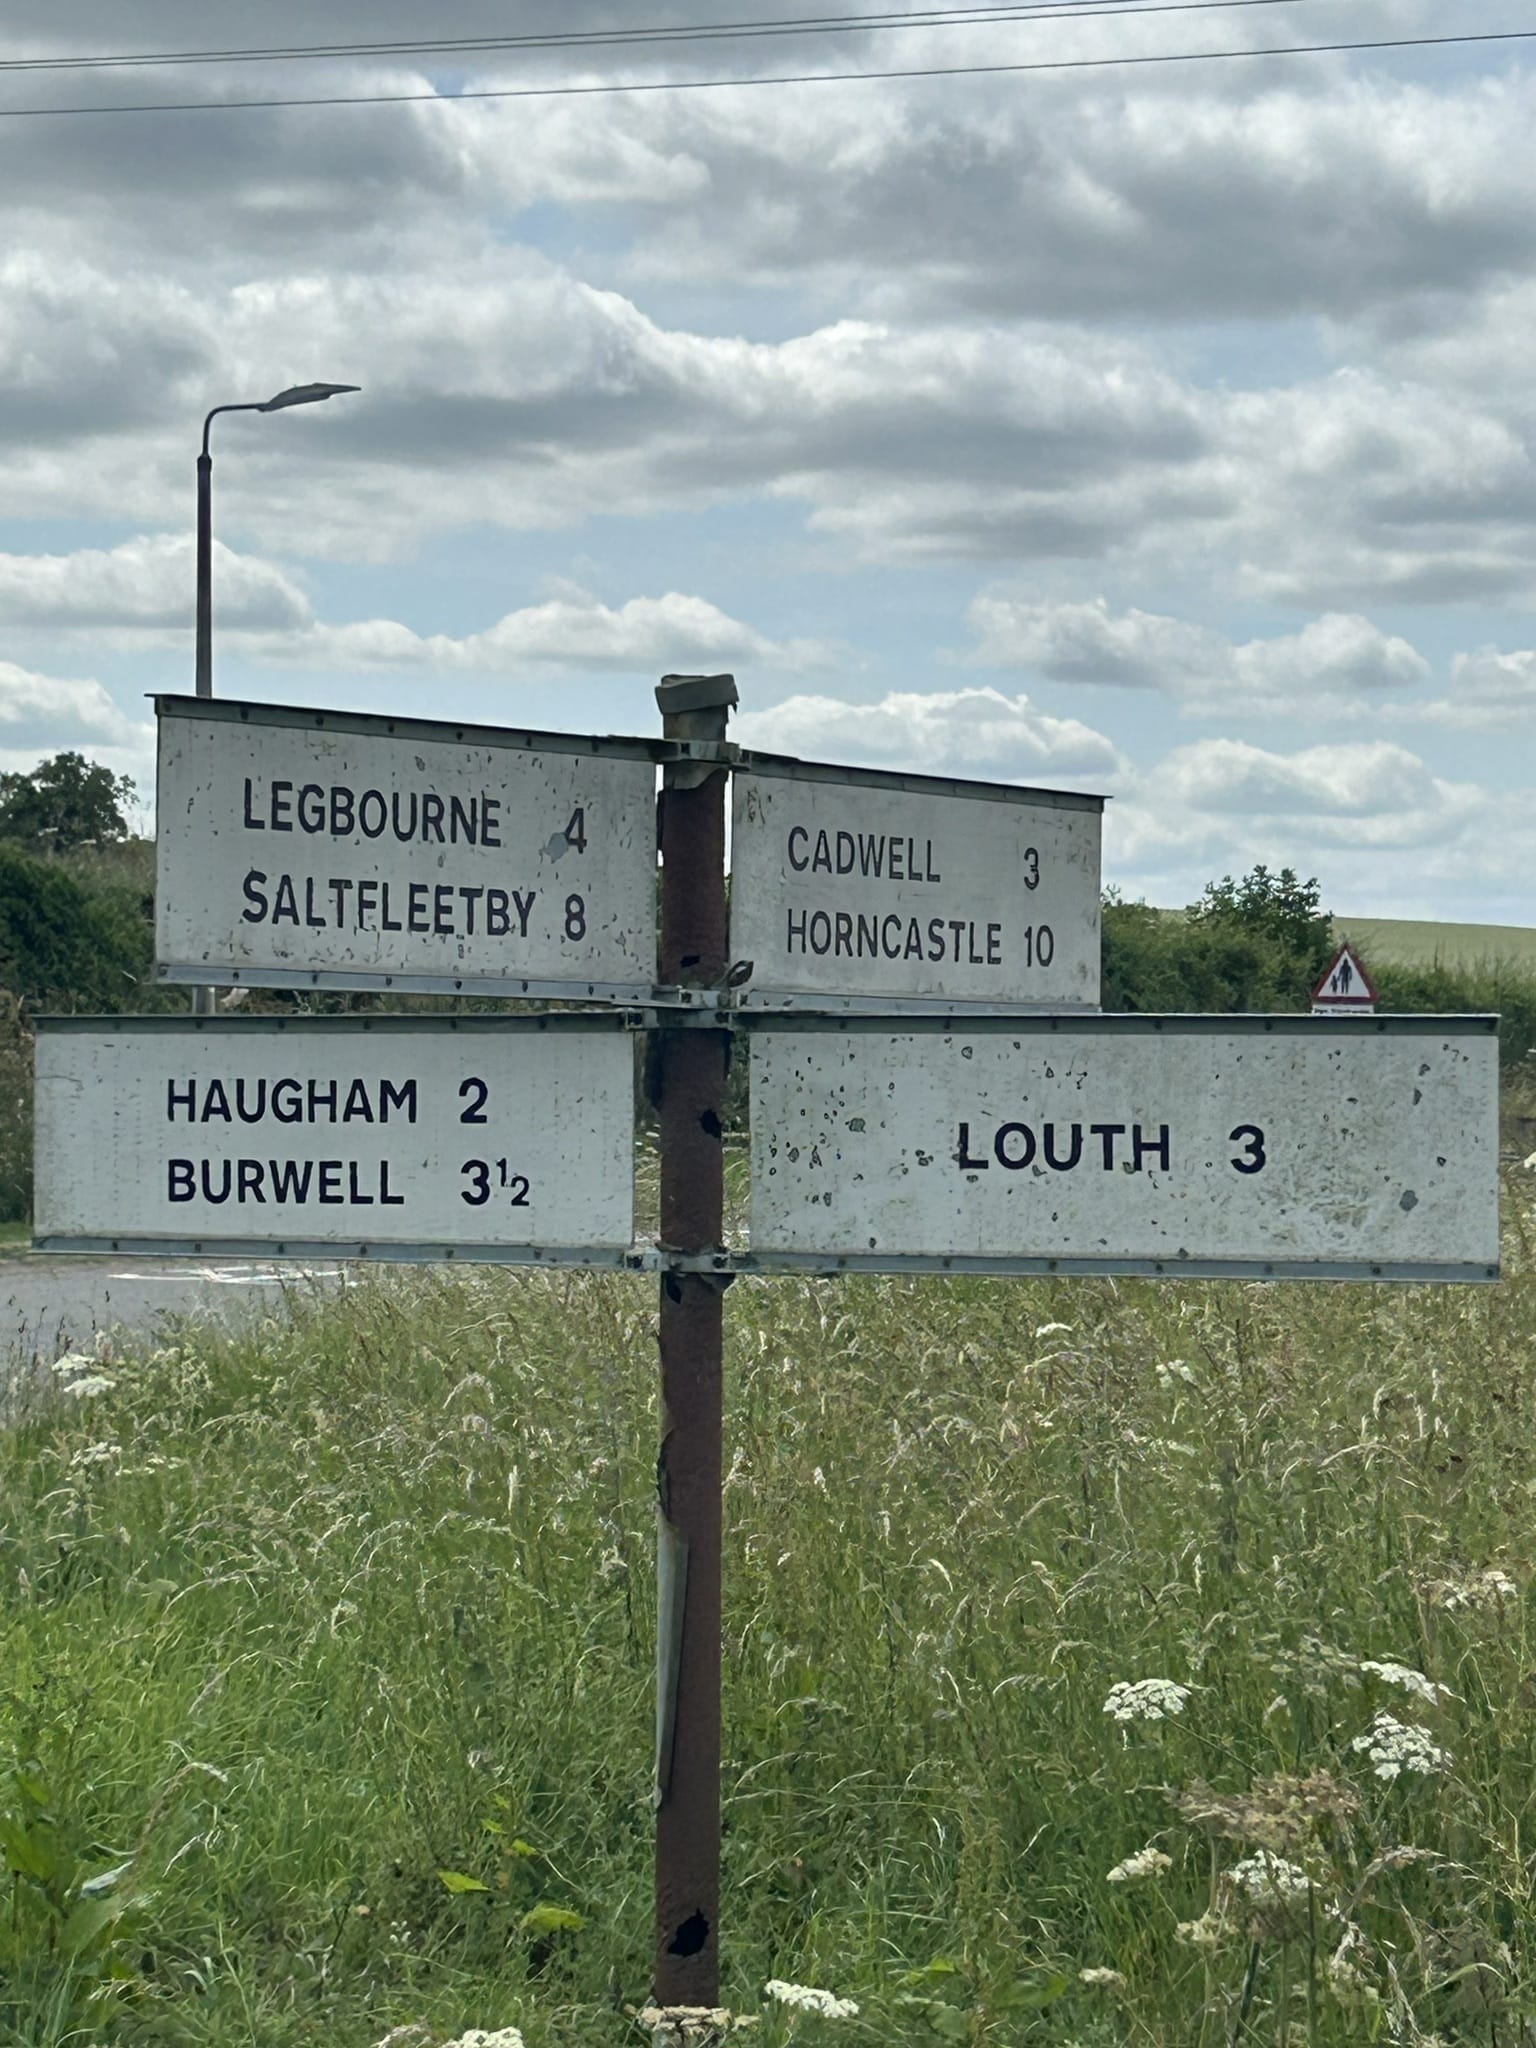 LEGBOURNE 4
SALTFLEETBY 8
CADWELL 3
HORNCASTLE 10
HAUGHAM 2
BURWELL 3½
LOUTH 3